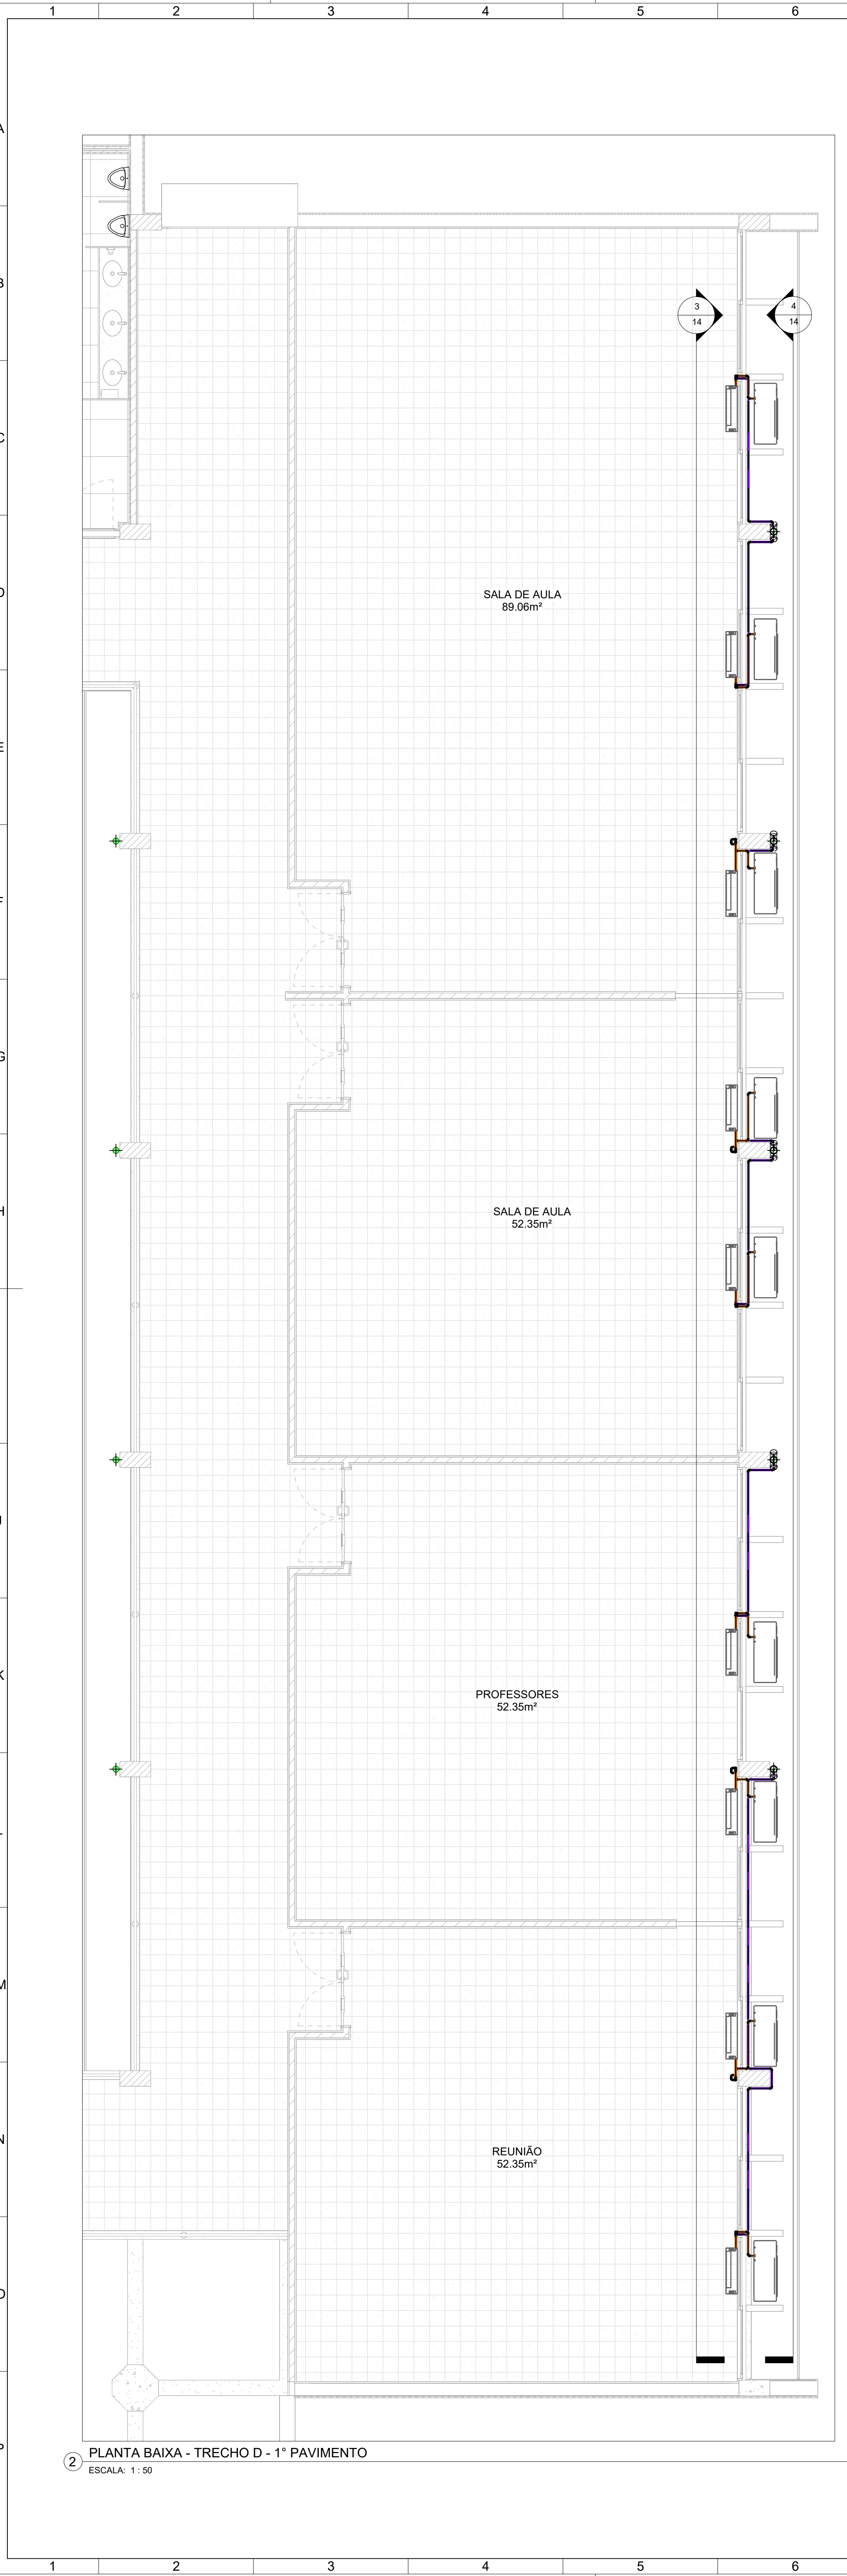 1 2 3 4 5 6
A
B
3 4
14 14
C
D
SALA DE AULA
89.06m²
E
F
G
H
SALA DE AULA
52.35m²
J
K
PROFESSORES
52.35m²
L
M
N
REUNIÃO
52.35m²
O
P
PLANTA BAIXA - TRECHO D - 1° PAVIMENTO
2
ESCALA: 1 : 50
1 2 3 4 5 6